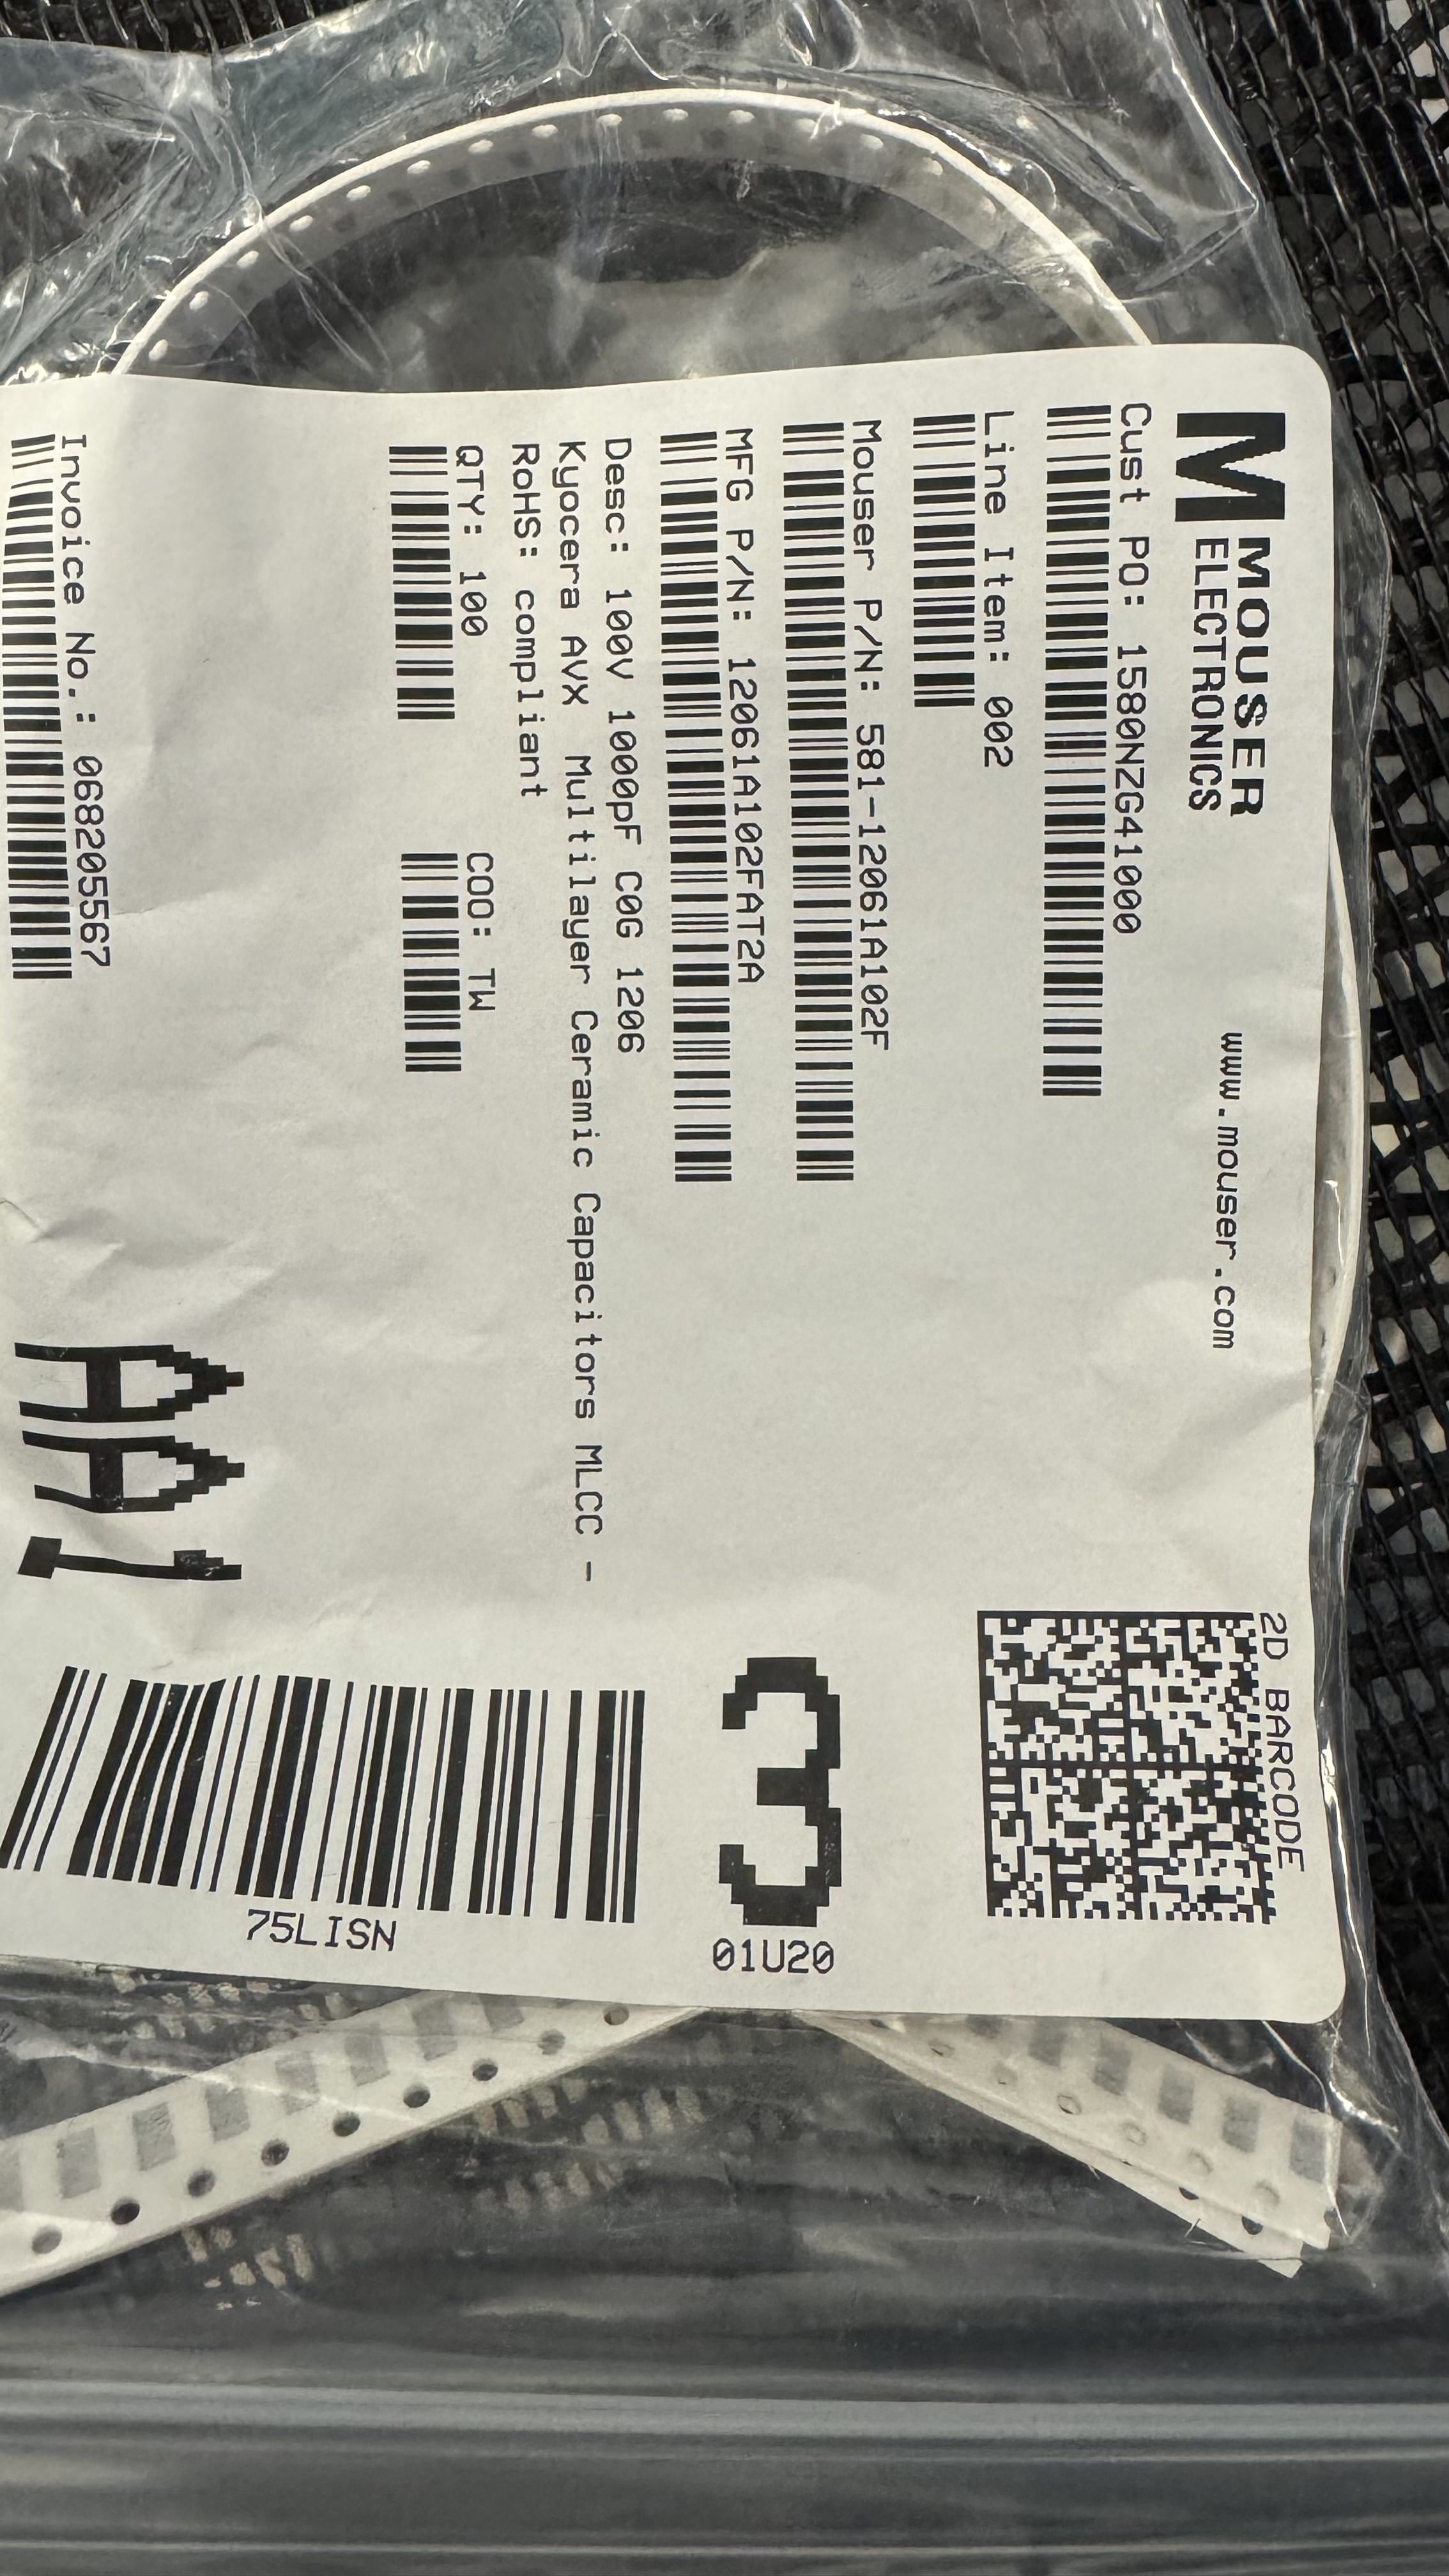 MOUSER
ELECTRONICS
www.mouser.com
2D BARCODE
Cust PO: 1580NZG41000
Line Item: 002
Mouser P/N: 581-12061A102F
MFG P/N: 12061A102FAT2A
Desc: 100V 1000pF C0G 1206
Kyocera AVX Multilayer Ceramic Capacitors MLCC -
RoHS: compliant
QTY: 100
COO: TW
Invoice No.: 068205567
3
01U20
AA!
75LISN